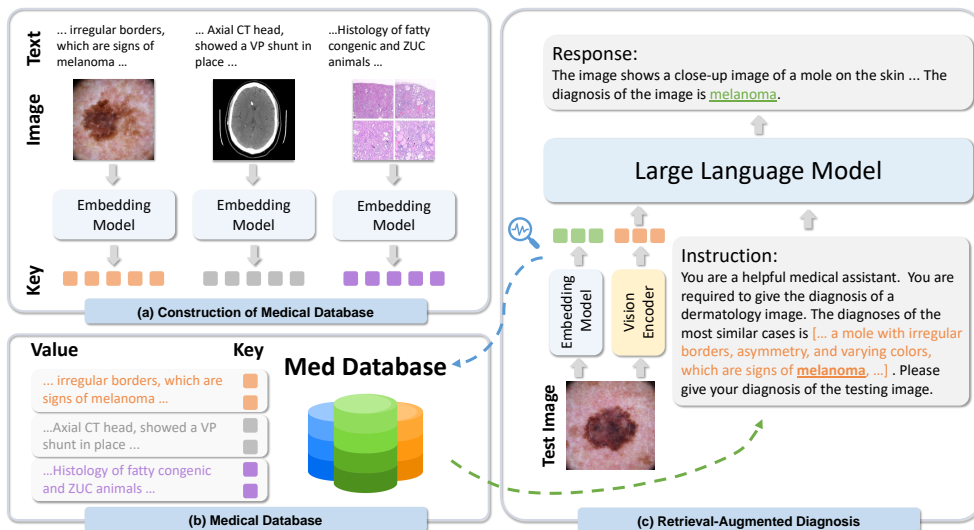 Text
... irregular borders,
which are signs of
melanoma ...
... Axial CT head,
showed a VP shunt in
place ...
...Histology of fatty
congenic and ZUC
animals ...
Image
Embedding
Model
Embedding
Model
Embedding
Model
Key
(a) Construction of Medical Database
Value
Key
... irregular borders, which are
signs of melanoma ...
...Axial CT head, showed a VP
shunt in place ...
...Histology of fatty congenic
and ZUC animals ...
Med Database
(b) Medical Database
Response:
The image shows a close-up image of a mole on the skin ... The
diagnosis of the image is melanoma.
Large Language Model
Embedding
Model
Vision
Encoder
Test Image
Instruction:
You are a helpful medical assistant. You are
required to give the diagnosis of a
dermatology image. The diagnoses of the
most similar cases is [... a mole with irregular
borders, asymmetry, and varying colors,
which are signs of melanoma, ...] . Please
give your diagnosis of the testing image.
(c) Retrieval-Augmented Diagnosis